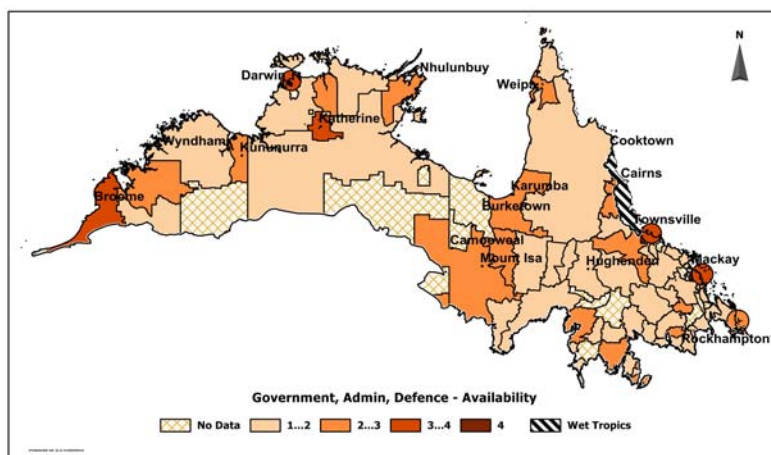 N
Darwin
Nhulunbuy
Weipa
Katherine
Wyndham
Kununurra
Cooktown
Cairns
Karumba
Broome
Burketown
Townsville
Camooweal
Mount Isa
Hughenden
Mackay
Rockhampton
Government, Admin, Defence - Availability
No Data
1...2
2...3
3...4
4
Wet Tropics